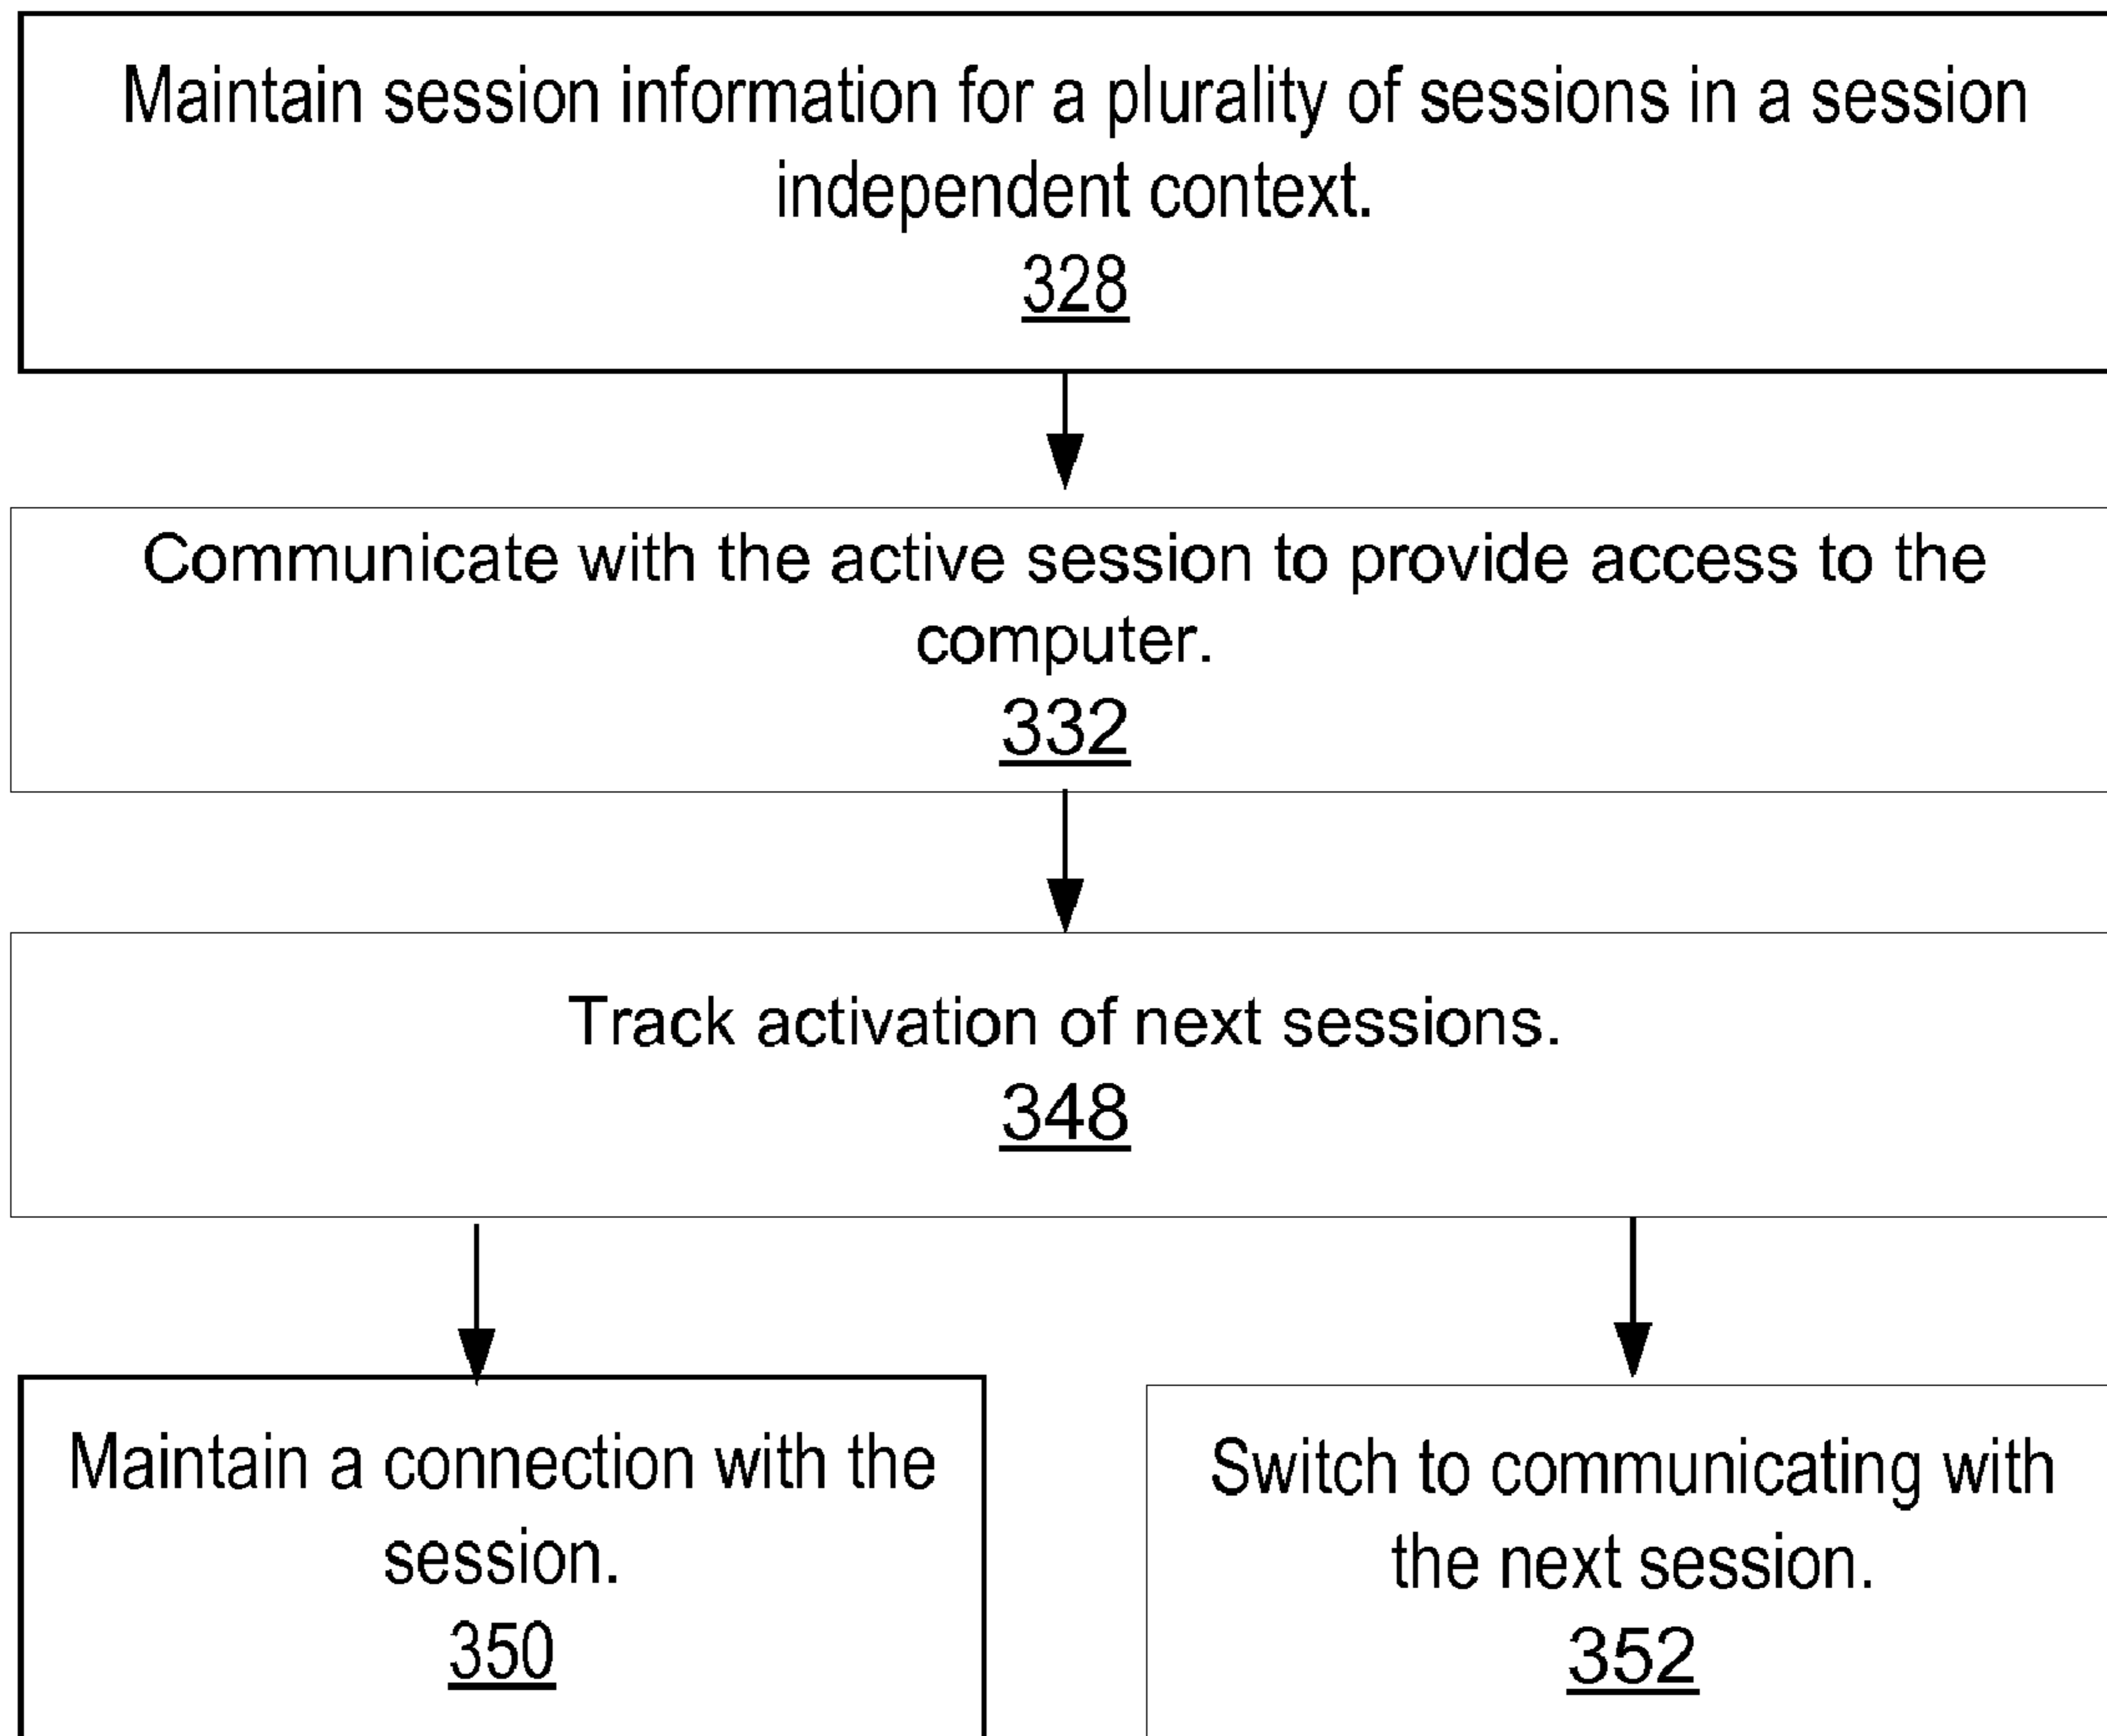 Maintain session information for a plurality of sessions in a session
independent context.
328
Communicate with the active session to provide access to the
computer.
332
Track activation of next sessions.
348
Maintain a connection with the
session.
350
Switch to communicating with
the next session.
352